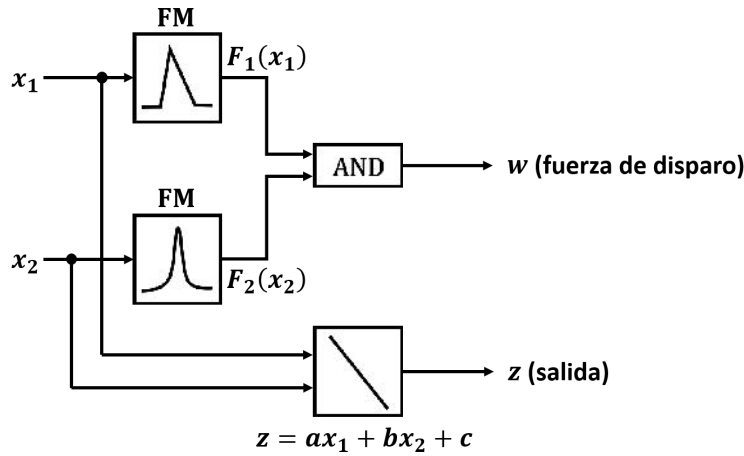 FM
x₁
F₁(x₁)
AND
w (fuerza de disparo)
FM
x₂
F₂(x₂)
z (salida)
z = ax₁ + bx₂ + c